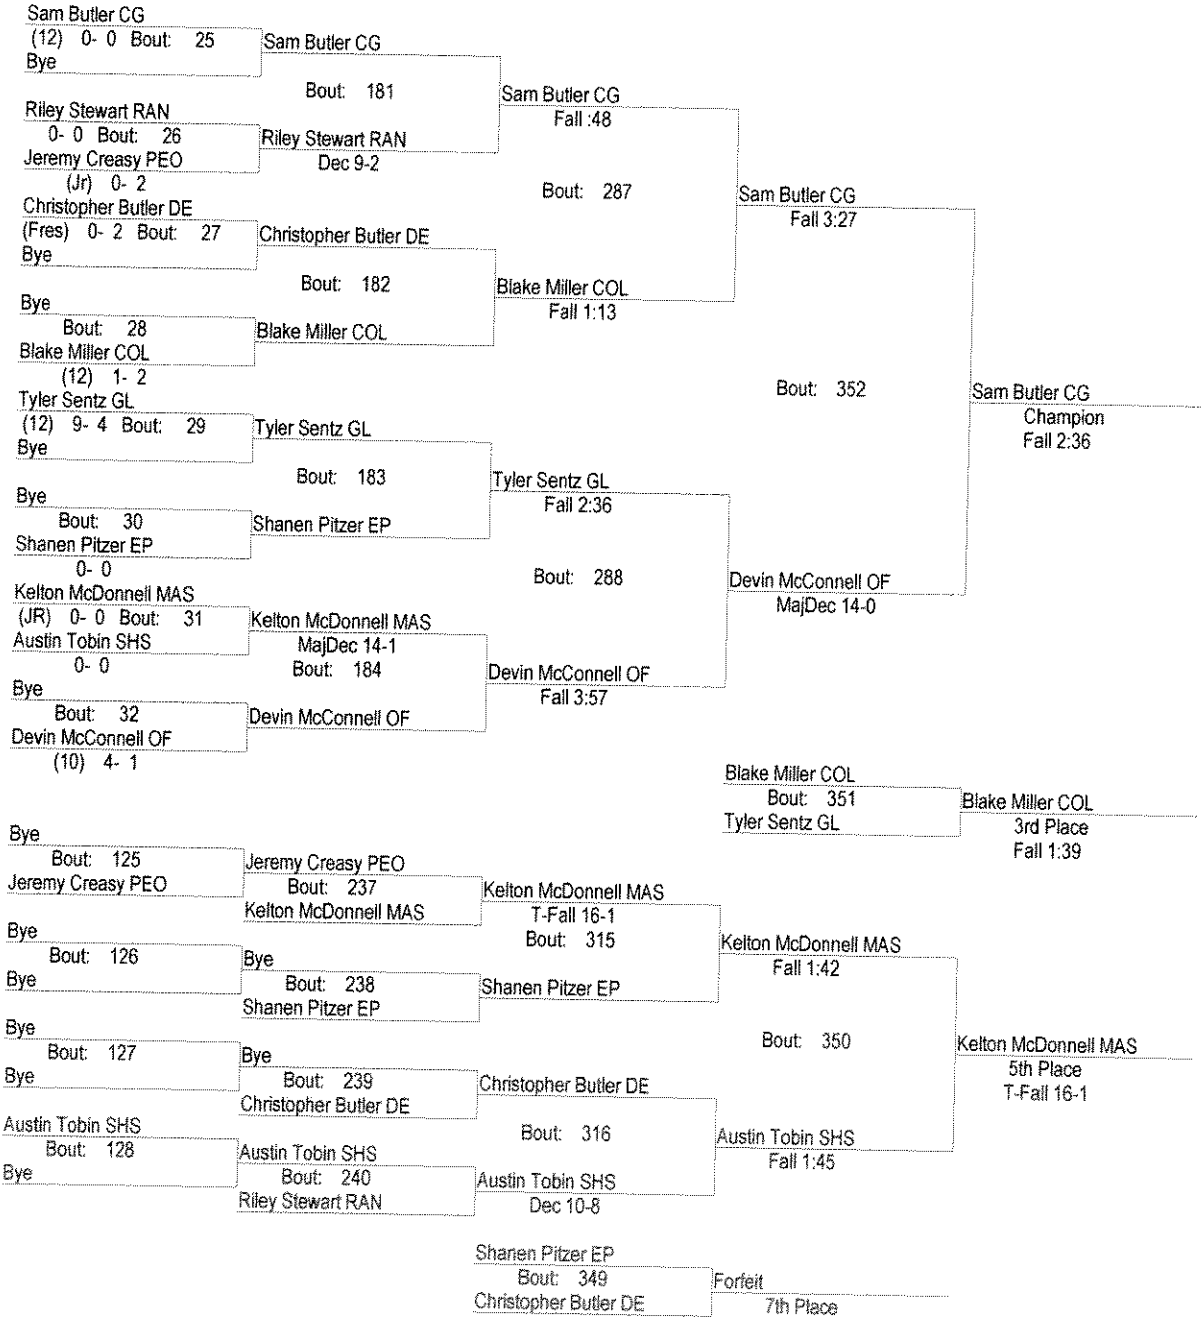 Sam Butler CG
(12) 0- 0 Bout: 25
Bye
Sam Butler CG
Bout: 181
Riley Stewart RAN
0- 0 Bout: 26
Jeremy Creasy PEO
(Jr) 0- 2
Riley Stewart RAN
Dec 9-2
Sam Butler CG
Fall :48
Bout: 287
Christopher Butler DE
(Fres) 0- 2 Bout: 27
Bye
Christopher Butler DE
Bout: 182
Bye
Bout: 28
Blake Miller COL
(12) 1- 2
Blake Miller COL
Blake Miller COL
Fall 1:13
Sam Butler CG
Fall 3:27
Bout: 352
Tyler Sentz GL
(12) 9- 4 Bout: 29
Bye
Tyler Sentz GL
Bout: 183
Bye
Bout: 30
Shanen Pitzer EP
0- 0
Shanen Pitzer EP
Tyler Sentz GL
Fall 2:36
Bout: 288
Kelton McDonnell MAS
(JR) 0- 0 Bout: 31
Austin Tobin SHS
0- 0
Kelton McDonnell MAS
MajDec 14-1
Bout: 184
Bye
Bout: 32
Devin McConnell OF
(10) 4- 1
Devin McConnell OF
Devin McConnell OF
Fall 3:57
Devin McConnell OF
MajDec 14-0
Sam Butler CG
Champion
Fall 2:36
Blake Miller COL
Bout: 351
Tyler Sentz GL
Blake Miller COL
3rd Place
Fall 1:39
Bye
Bout: 125
Jeremy Creasy PEO
Jeremy Creasy PEO
Bout: 237
Kelton McDonnell MAS
Kelton McDonnell MAS
T-Fall 16-1
Bout: 315
Bye
Bout: 126
Bye
Bye
Bout: 238
Shanen Pitzer EP
Shanen Pitzer EP
Kelton McDonnell MAS
Fall 1:42
Bout: 350
Bye
Bout: 127
Bye
Bye
Bout: 239
Christopher Butler DE
Christopher Butler DE
Bout: 316
Austin Tobin SHS
Bout: 128
Bye
Austin Tobin SHS
Bout: 240
Riley Stewart RAN
Austin Tobin SHS
Dec 10-8
Austin Tobin SHS
Fall 1:45
Kelton McDonnell MAS
5th Place
T-Fall 16-1
Shanen Pitzer EP
Bout: 349
Christopher Butler DE
Forfeit
7th Place